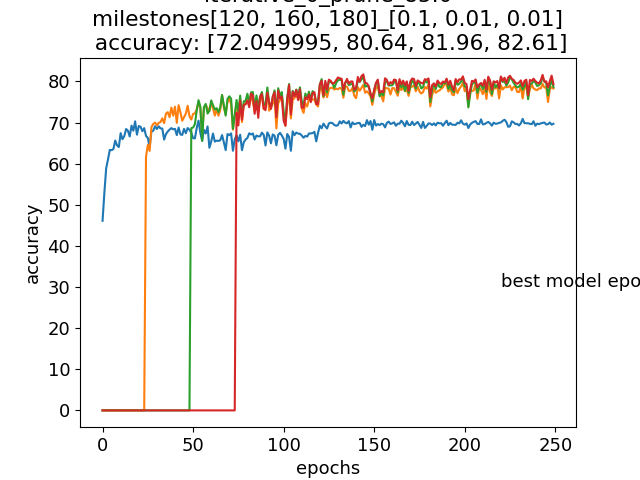 iterative_0_prune_85.0
milestones[120, 160, 180]_[0.1, 0.01, 0.01]
accuracy: [72.049995, 80.64, 81.96, 82.61]
80
70
60
50
40
30
20
10
0
accuracy
best model epo
0 50 100 150 200 250
epochs